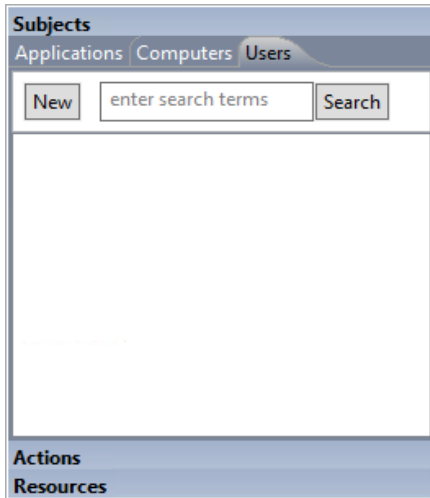 Subjects
Applications Computers Users
New enter search terms Search
Actions
Resources